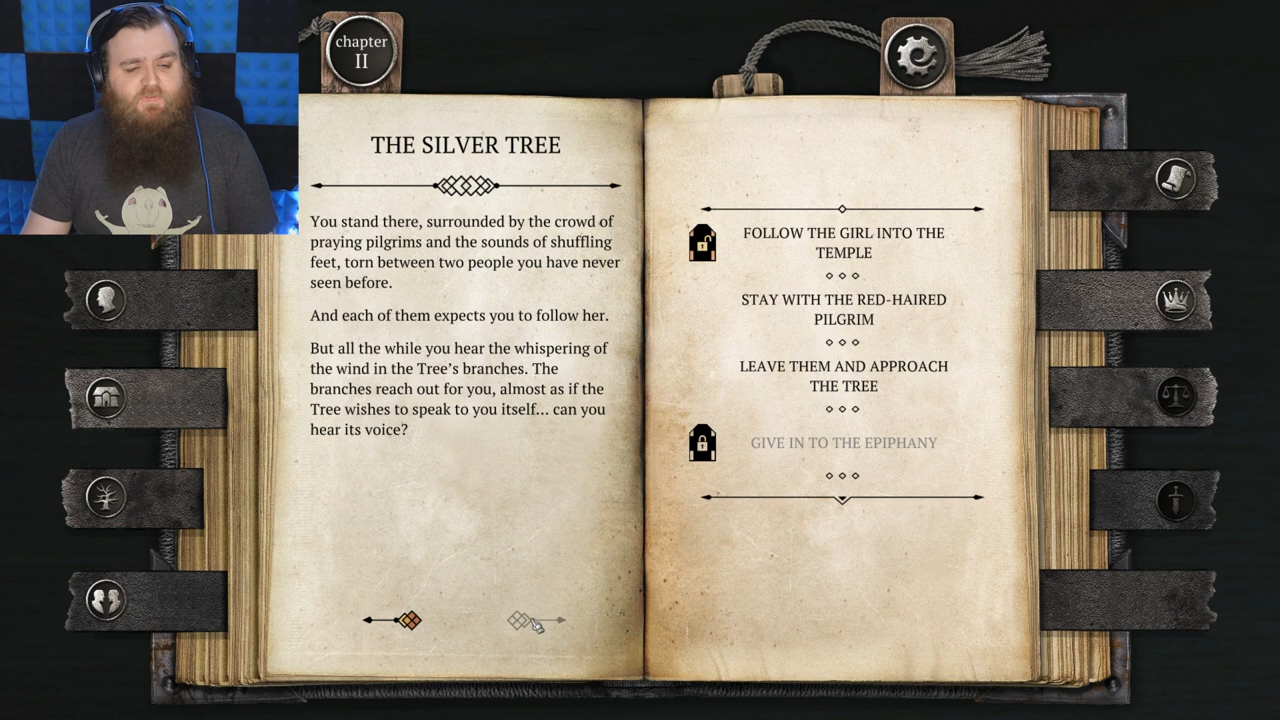 chapter
II
THE SILVER TREE
You stand there, surrounded by the crowd of
praying pilgrims and the sounds of shuffling
feet, torn between two people you have never
seen before.
And each of them expects you to follow her.
But all the while you hear the whispering of
the wind in the Tree’s branches. The
branches reach out for you, almost as if the
Tree wishes to speak to you itself… can you
hear its voice?
FOLLOW THE GIRL INTO THE
TEMPLE
STAY WITH THE RED-HAIRED
PILGRIM
LEAVE THEM AND APPROACH
THE TREE
GIVE IN TO THE EPIPHANY